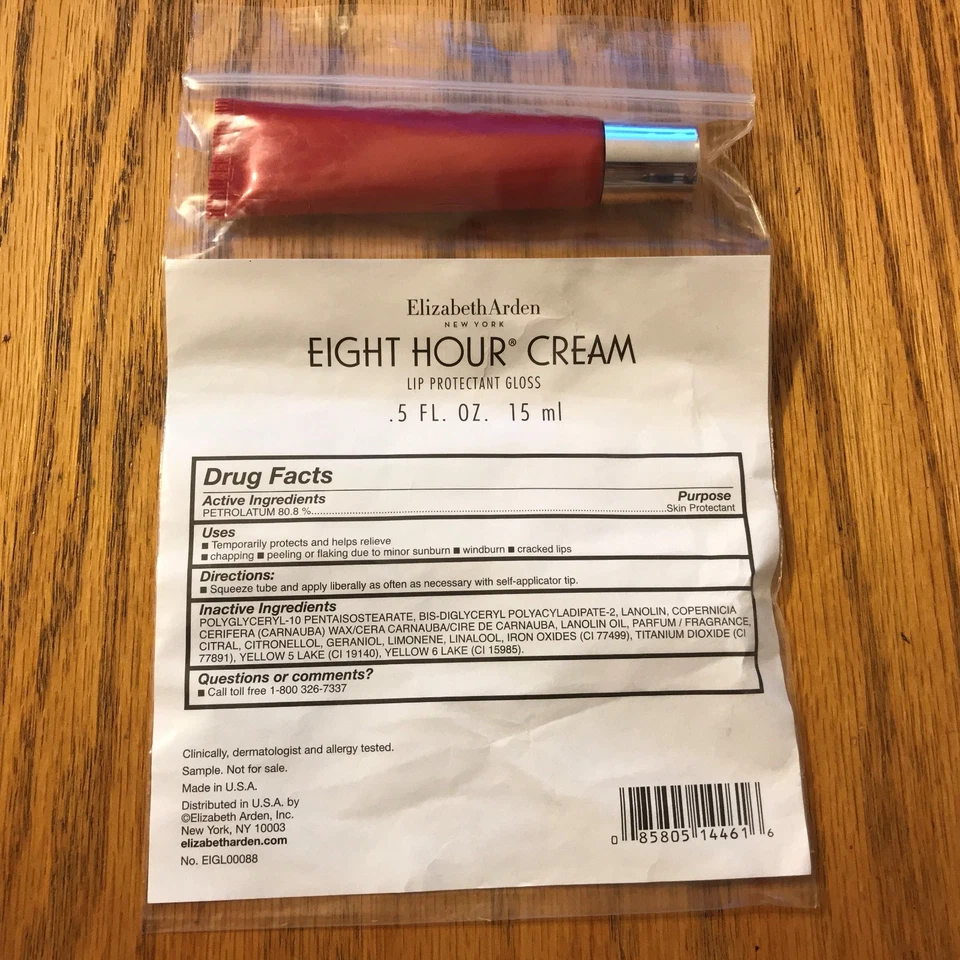 ElizabethArden
NEW YORK
EIGHT HOUR® CREAM
LIP PROTECTANT GLOSS
.5 FL. OZ. 15 ml
Drug Facts
Active Ingredients Purpose
PETROLATUM 80.8 %......Skin Protectant
Uses
■ Temporarily protects and helps relieve
■ chapping ■ peeling or flaking due to minor sunburn ■ windburn ■ cracked lips
Directions:
■ Squeeze tube and apply liberally as often as necessary with self-applicator tip.
Inactive Ingredients
POLYGLYCERYL-10 PENTAISOSTEARATE, BIS-DIGLYCERYL POLYACYLADIPATE-2, LANOLIN, COPERNICIA
CERIFERA (CARNAUBA) WAX/CERA CARNAUBA/CIRE DE CARNAUBA, LANOLIN OIL, PARFUM / FRAGRANCE,
CITRAL, CITRONELLOL, GERANIOL, LIMONENE, LINALOOL, IRON OXIDES (CI 77499), TITANIUM DIOXIDE (CI
77891), YELLOW 5 LAKE (CI 19140), YELLOW 6 LAKE (CI 15985).
Questions or comments?
■ Call toll free 1-800 326-7337
Clinically, dermatologist and allergy tested.
Sample. Not for sale.
Made in U.S.A.
Distributed in U.S.A. by
©Elizabeth Arden, Inc.
New York, NY 10003
elizabetharden.com
No. EIGL00088
0 85805 14461 6